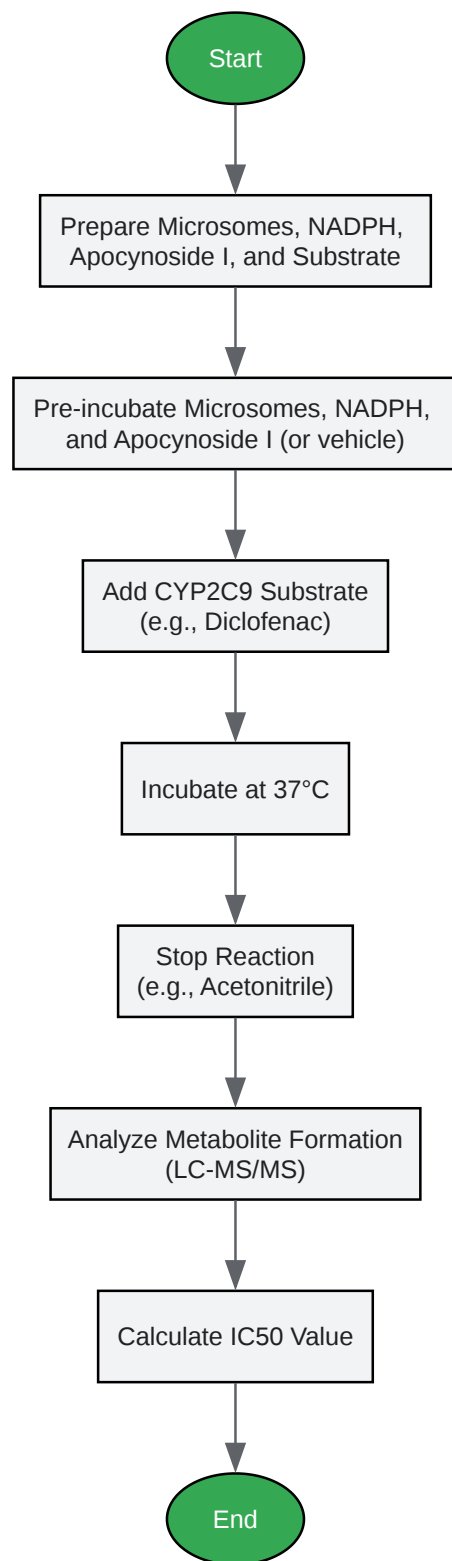 Start
Prepare Microsomes, NADPH,
Apocynoside I, and Substrate
Pre-incubate Microsomes, NADPH,
and Apocynoside I (or vehicle)
Add CYP2C9 Substrate
(e.g., Diclofenac)
Incubate at 37°C
Stop Reaction
(e.g., Acetonitrile)
Analyze Metabolite Formation
(LC-MS/MS)
Calculate IC50 Value
End